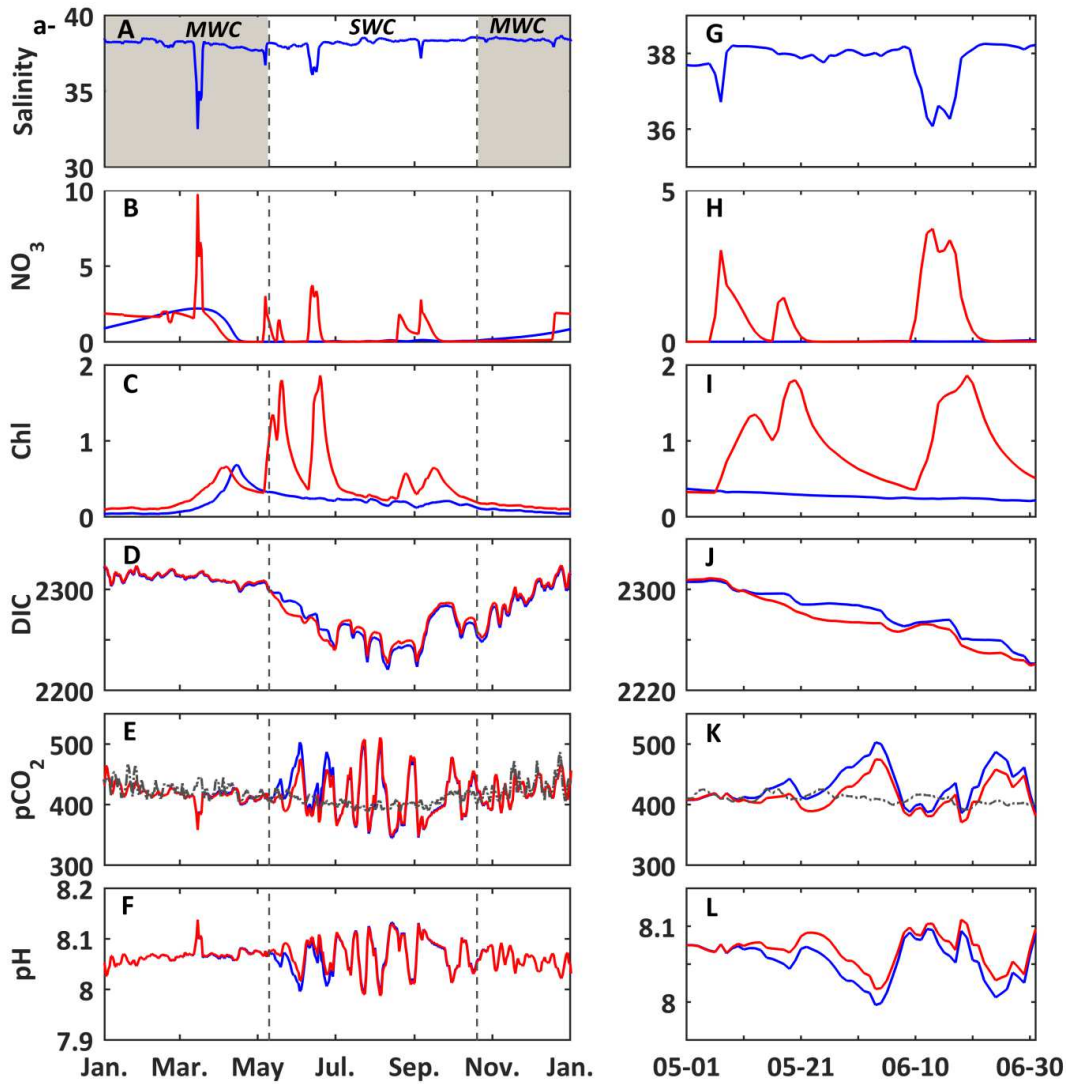 a-
A
MWC
SWC
MWC
Salinity
40
35
30
G
38
36
B
NO3
10
5
0
H
5
0
C
Chl
2
1
0
I
2
1
0
D
DIC
2300
2200
J
2300
2220
E
pCO2
500
400
300
K
500
400
300
F
pH
8.2
8.1
8
7.9
L
8.1
8
Jan. Mar. May Jul. Sep. Nov. Jan.
05-01 05-21 06-10 06-30